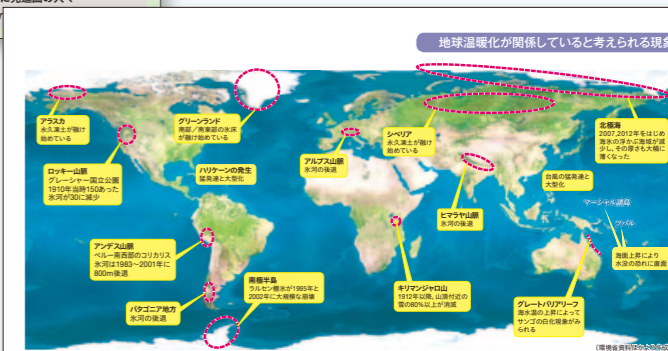 地球温暖化が関係していると考えられる現象
アラスカ
永久凍土が融け
始めている
グリーンランド
南部／南東部の氷床
が融け始めている
シベリア
永久凍土が融け
始めている
北極海
2007,2012年をはじめ
海氷の浮かぶ海域が減
少し、その厚さも大幅に
薄くなった
ロッキー山脈
グレーシャー国立公園
1910年当時150あった
氷河が30に減少
ハリケーンの発生
猛発達と大型化
アルプス山脈
氷河の後退
台風の猛発達と
大型化
マーシャル諸島
ツバル
ヒマラヤ山脈
氷河の後退
アンデス山脈
ペルー南西部のコリカリス
氷河は1983〜2001年に
800m後退
海面上昇により
水没の恐れに直面
南極半島
ラルセン棚氷が1995年と
2002年に大規模な崩壊
キリマンジャロ山
1912年以降、山頂付近の
雪の80%以上が消滅
グレートバリアリーフ
海水温の上昇によって
サンゴの白化現象がみ
られる
パタゴニア地方
氷河の後退